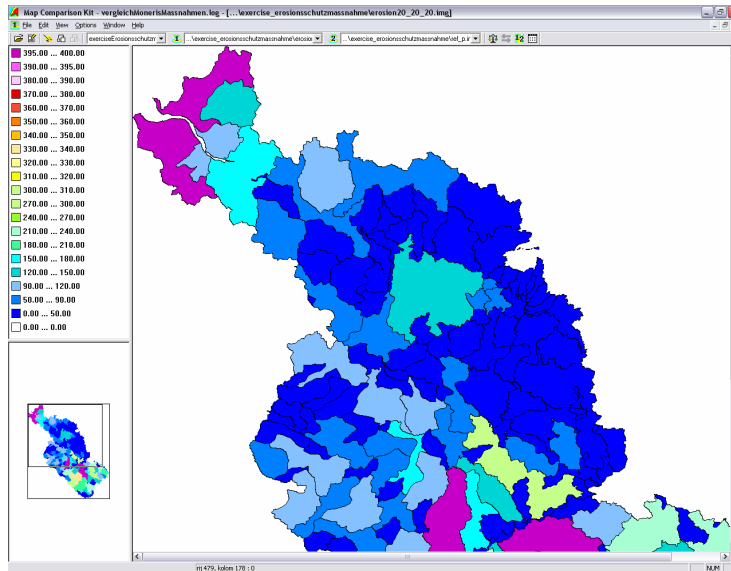 Map Comparison Kit - vergleichMonerisMassnahmen.log - [...\exercise_erosionsschutzmassnahme\erosion20_20_20.img]
File Edit View Options Window Help
exerciseErosionsschutzm 1 ...\exercise_erosionsschutzmassnahme\erosior 2 ...\exercise_erosionsschutzmassnahme\rel_p.ir
395.00 ... 400.00
390.00 ... 395.00
380.00 ... 390.00
370.00 ... 380.00
360.00 ... 370.00
350.00 ... 360.00
340.00 ... 350.00
330.00 ... 340.00
320.00 ... 330.00
310.00 ... 320.00
300.00 ... 310.00
270.00 ... 300.00
240.00 ... 270.00
210.00 ... 240.00
180.00 ... 210.00
150.00 ... 180.00
120.00 ... 150.00
90.00 ... 120.00
50.00 ... 90.00
0.00 ... 50.00
0.00 ... 0.00
rij 479, kolom 178 : 0
NUM